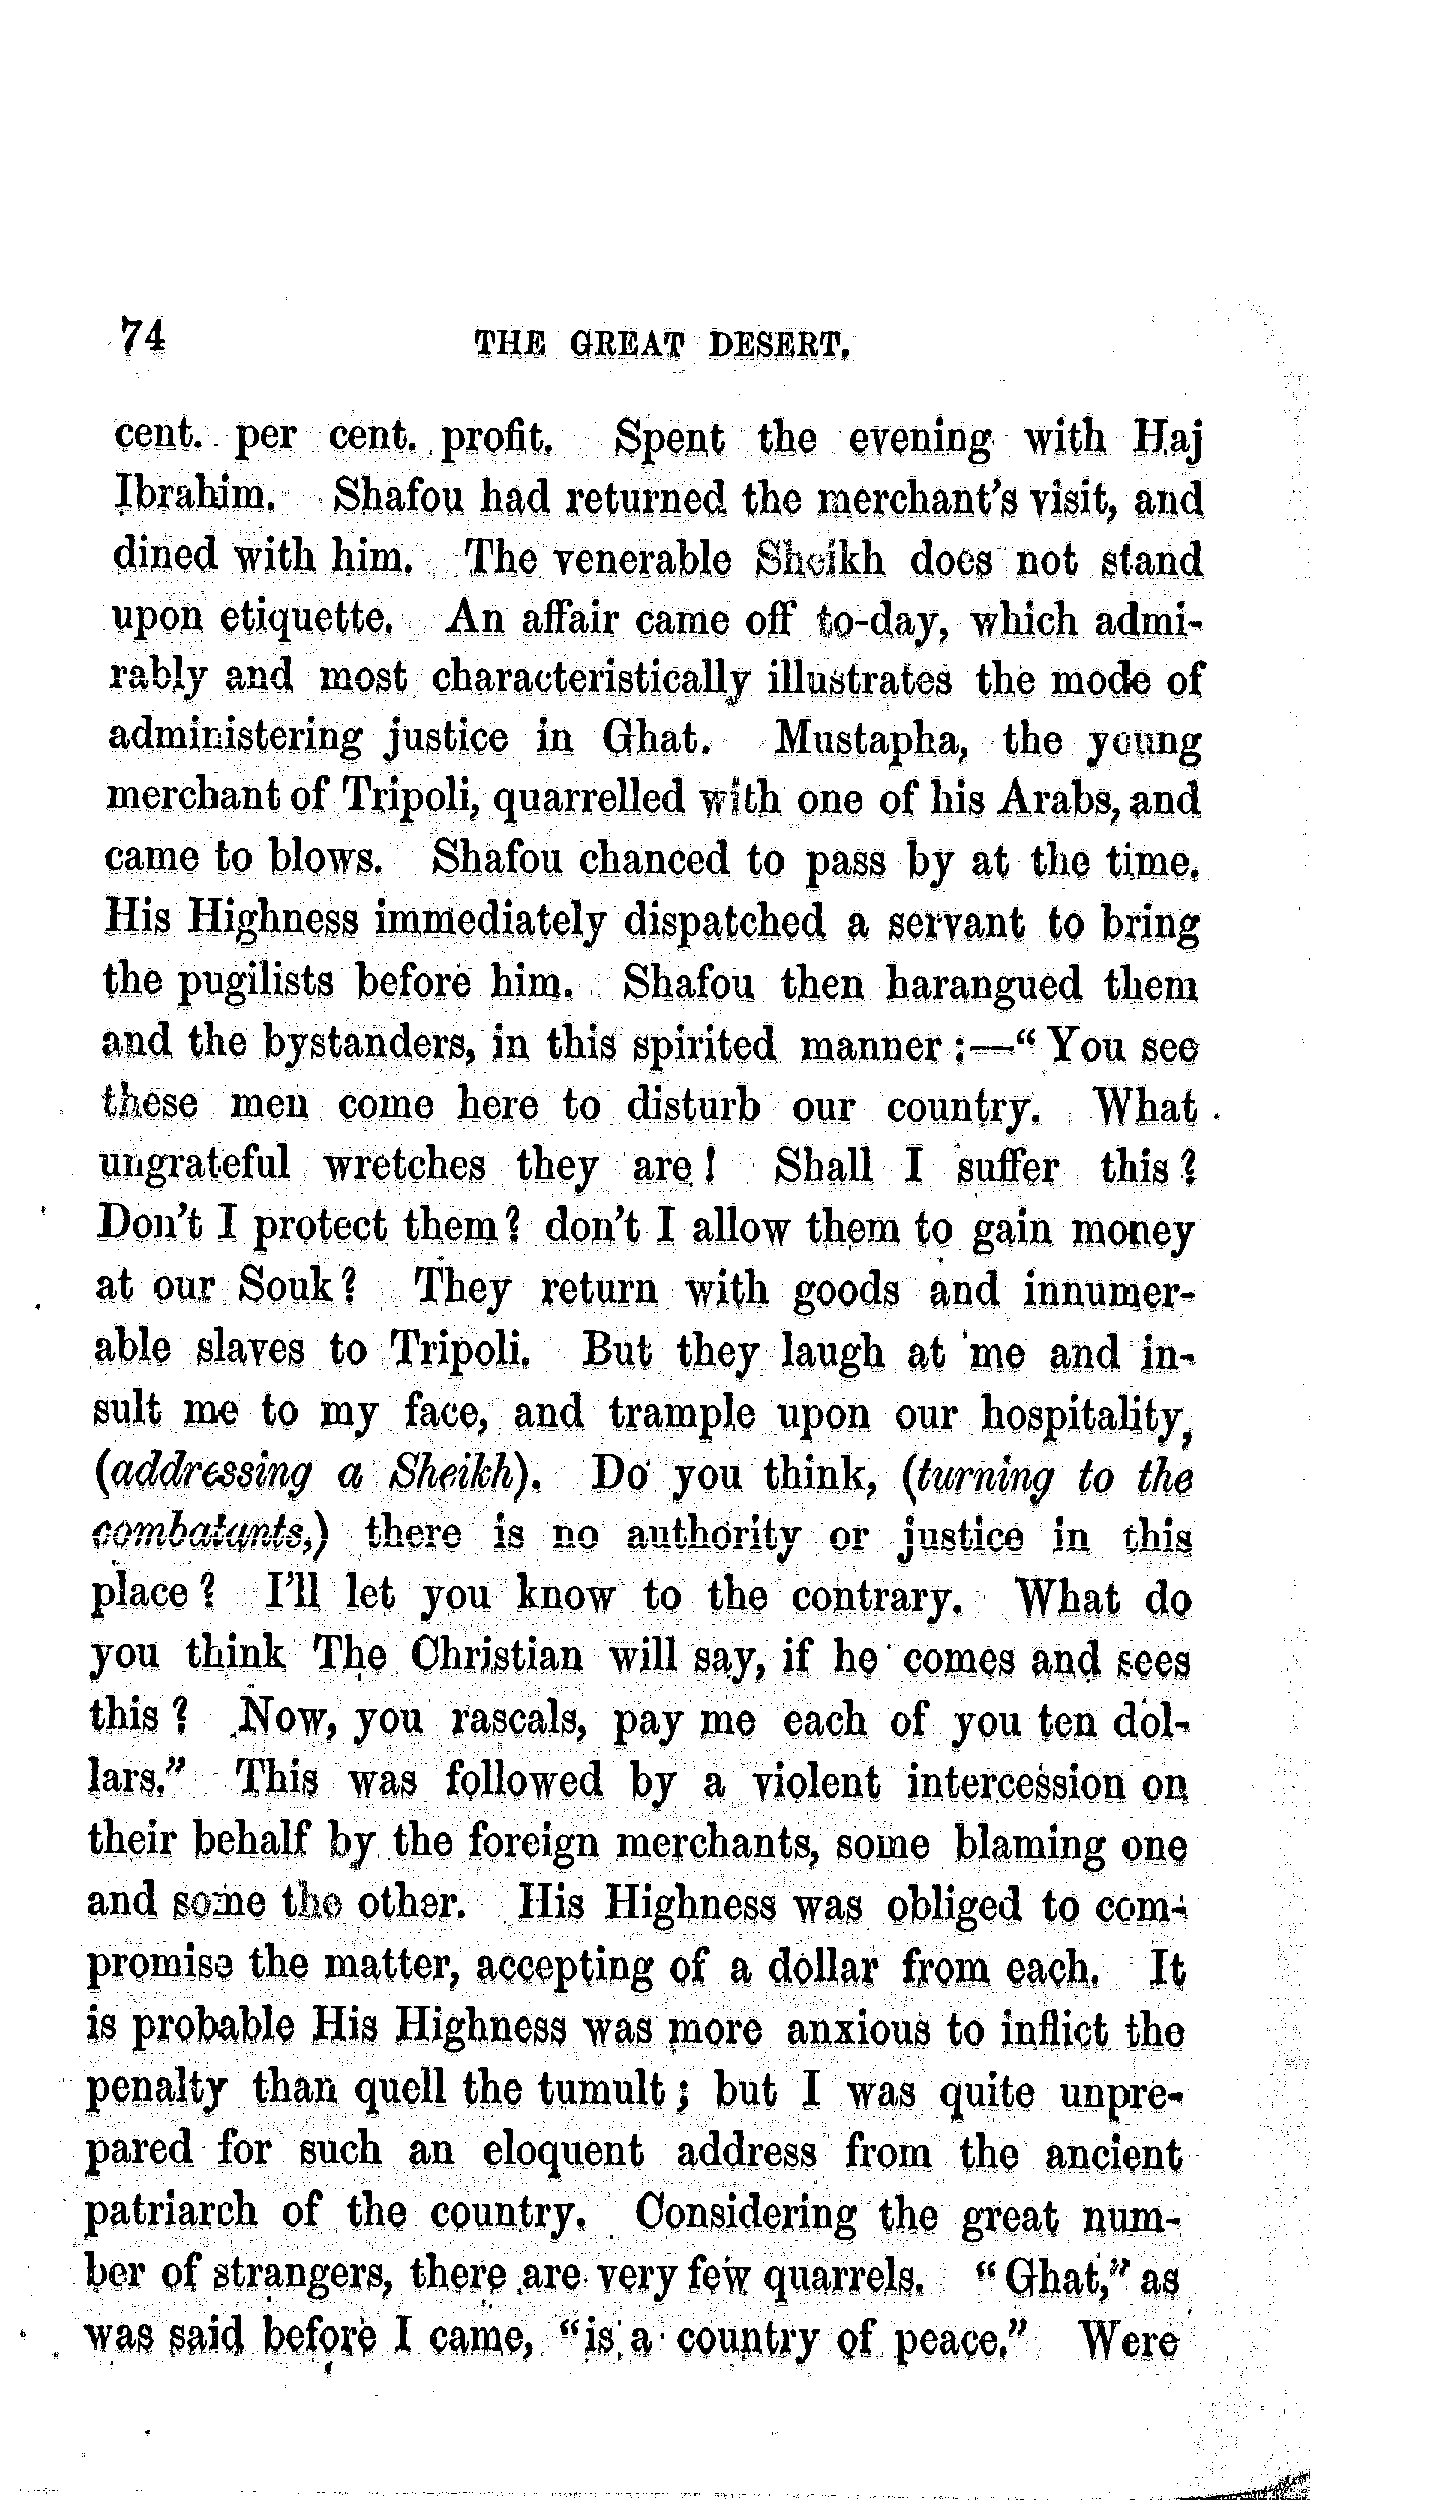 74 THE GREAT DESERT.
cent. per cent. profit. Spent the evening with Haj
Ibrahim. Shafou had returned the merchant's visit, and
dined with him. The venerable Sheikh does not stand
upon etiquette. An affair came off to-day, which admi-
rably and most characteristically illustrates the mode of
administering justice in Ghat. Mustapha, the young
merchant of Tripoli, quarrelled with one of his Arabs, and
came to blows. Shafou chanced to pass by at the time.
His Highness immediately dispatched a servant to bring
the pugilists before him. Shafou then harangued them
and the bystanders, in this spirited manner:—“You see
these men come here to disturb our country. What
ungrateful wretches they are! Shall I suffer this?
Don't I protect them? don't I allow them to gain money
at our Souk? They return with goods and innumer-
able slaves to Tripoli. But they laugh at me and in-
sult me to my face, and trample upon our hospitality,
(addressing a Sheikh). Do you think, (turning to the
combatants,) there is no authority or justice in this
place? I'll let you know to the contrary. What do
you think The Christian will say, if he comes and sees
this? Now, you rascals, pay me each of you ten dol-
lars.” This was followed by a violent intercession on
their behalf by the foreign merchants, some blaming one
and some the other. His Highness was obliged to com-
promise the matter, accepting of a dollar from each. It
is probable His Highness was more anxious to inflict the
penalty than quell the tumult; but I was quite unpre-
pared for such an eloquent address from the ancient
patriarch of the country. Considering the great num-
ber of strangers, there are very few quarrels. “Ghat,” as
was said before I came, “is a country of peace.” Were